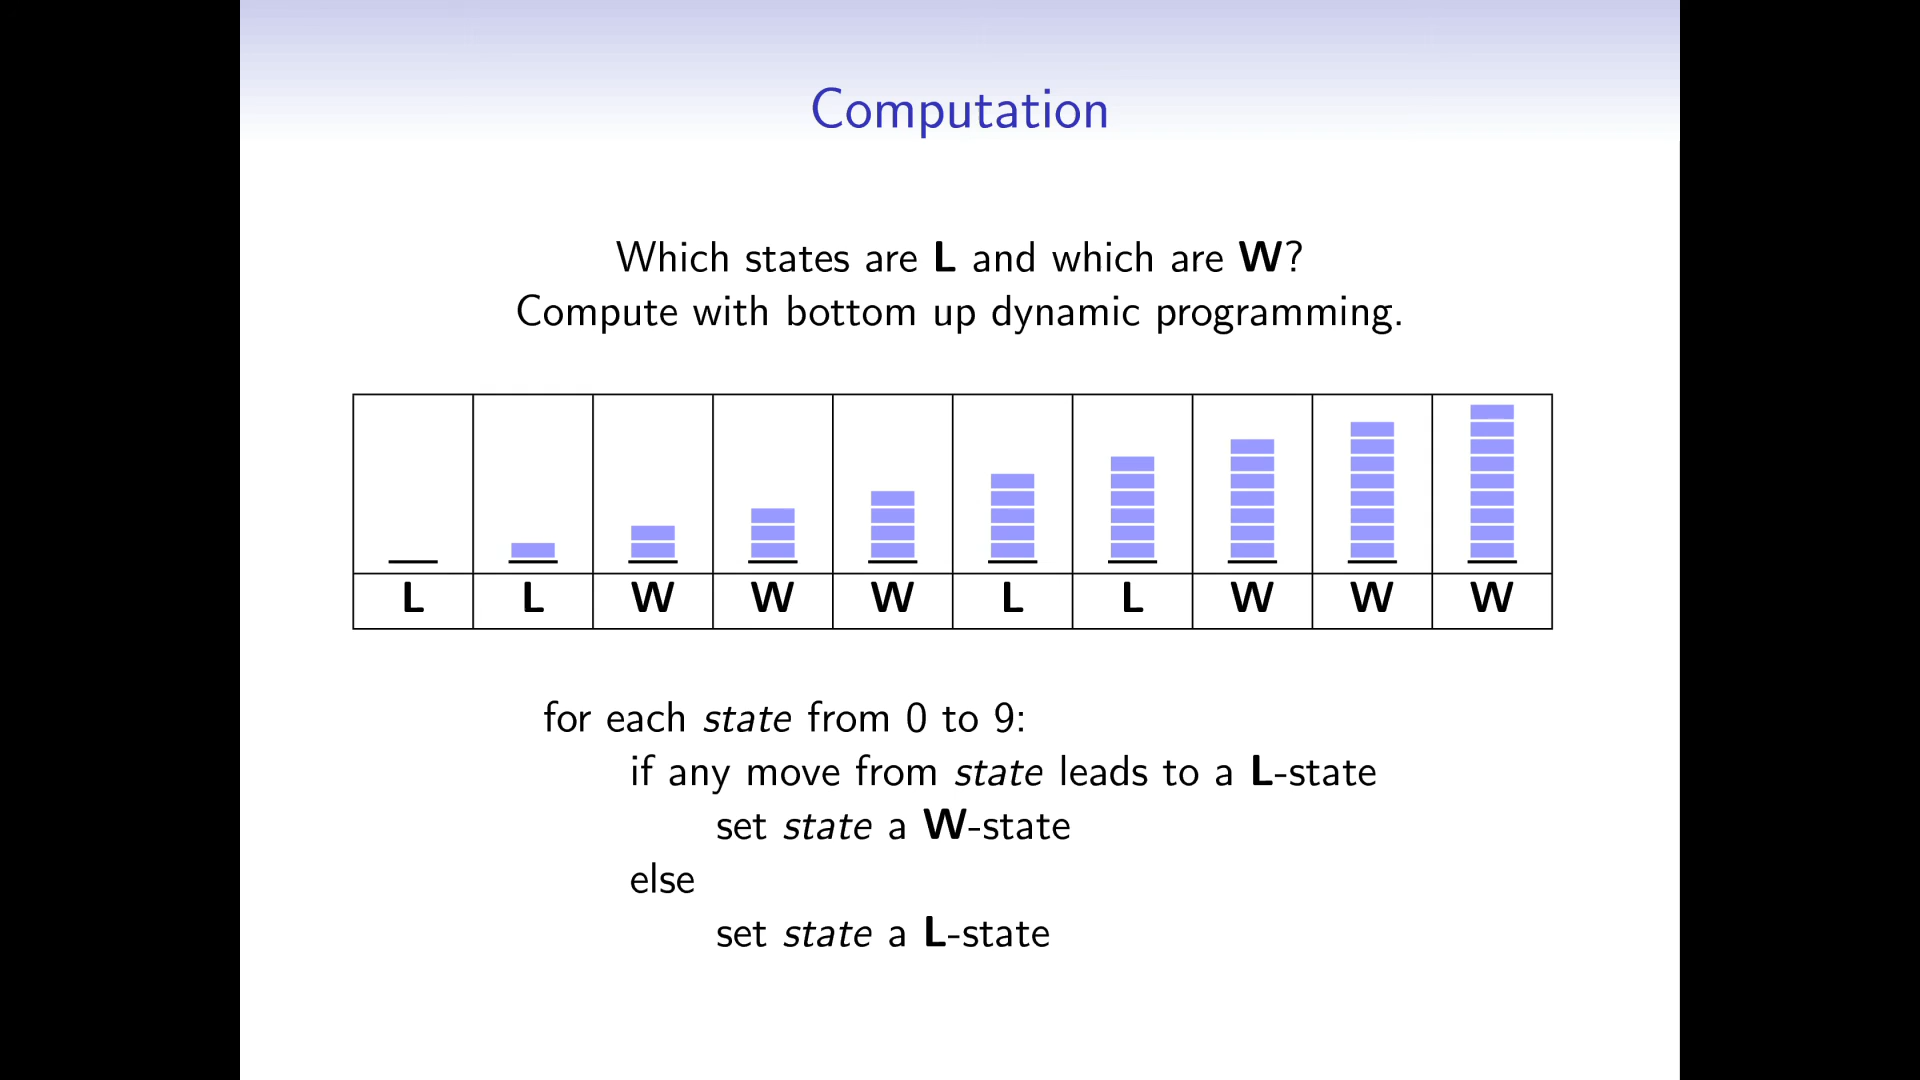 Computation
Which states are L and which are W?
Compute with bottom up dynamic programming.
L L W W W L L W W W
for each state from 0 to 9:
if any move from state leads to a L-state
set state a W-state
else
set state a L-state